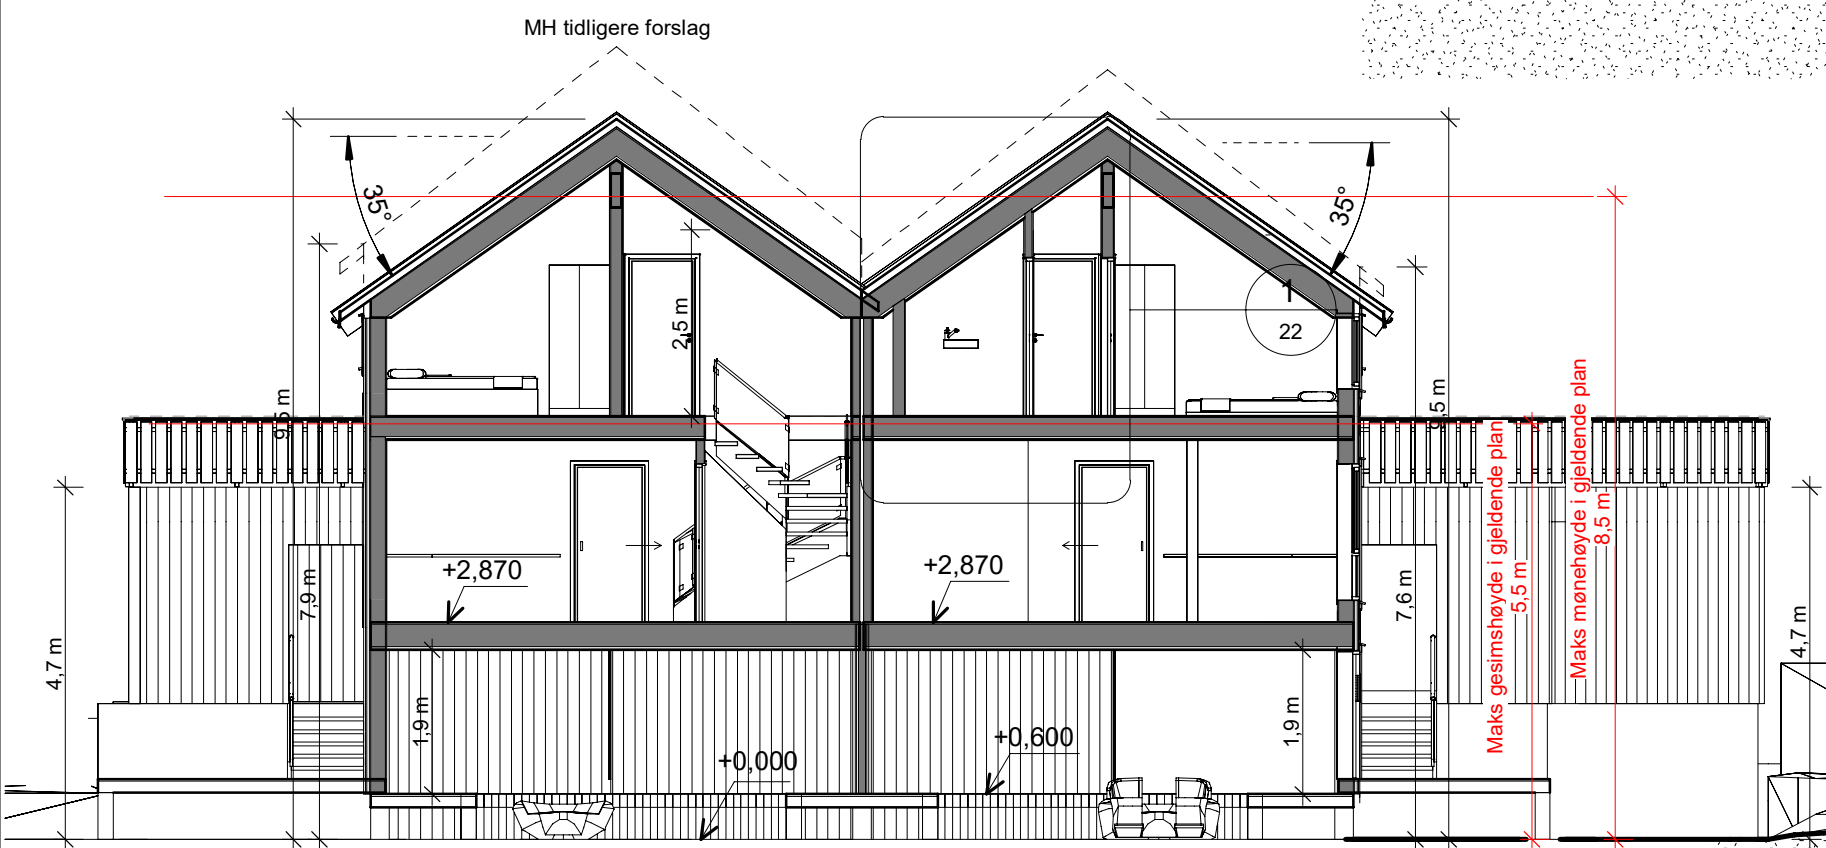 MH tidligere forslag
35°
35°
2,5 m
1
22
9,5 m
9,5 m
Maks gesimshøyde i gjeldende plan
5,5 m
Maks mønehøyde i gjeldende plan
8,5 m
+2,870
+2,870
7,9 m
7,6 m
4,7 m
4,7 m
1,9 m
1,9 m
+0,000
+0,600